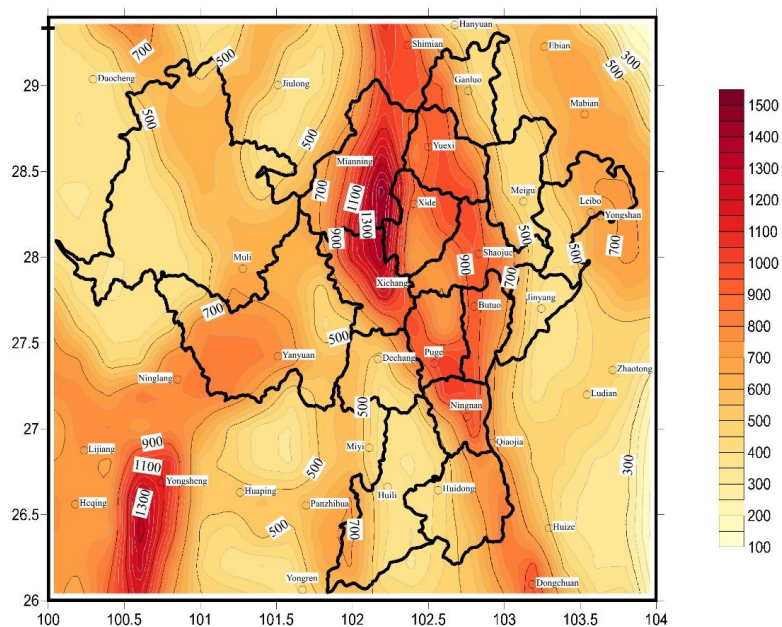 Hanyuan
700
500
Shimian
Ebian
300
500
29
Daocheng
Jiulong
Ganluo
1500
1400
500
Mabian
1300
500
28.5
Mianning
Yuexi
1200
700
1100
Meigu
Leibo
1100
Xide
Yongshan
1300
1000
900
500
500
700
28
Muli
Shaojue
900
900
Xichang
700
800
700
Butuo
Jinyang
700
27.5
500
Puge
600
Yanyuan
Dechang
Zhaotong
Ninglang
500
Ningnan
Ludian
500
400
27
900
Qiaojia
Lijiang
Miyi
300
1100
500
300
Yongsheng
Huaping
Huili
Huidong
200
Heqing
1300
Panzhihua
26.5
500
700
Huize
100
Yongren
Dongchuan
26
100
100.5
101
101.5
102
102.5
103
103.5
104